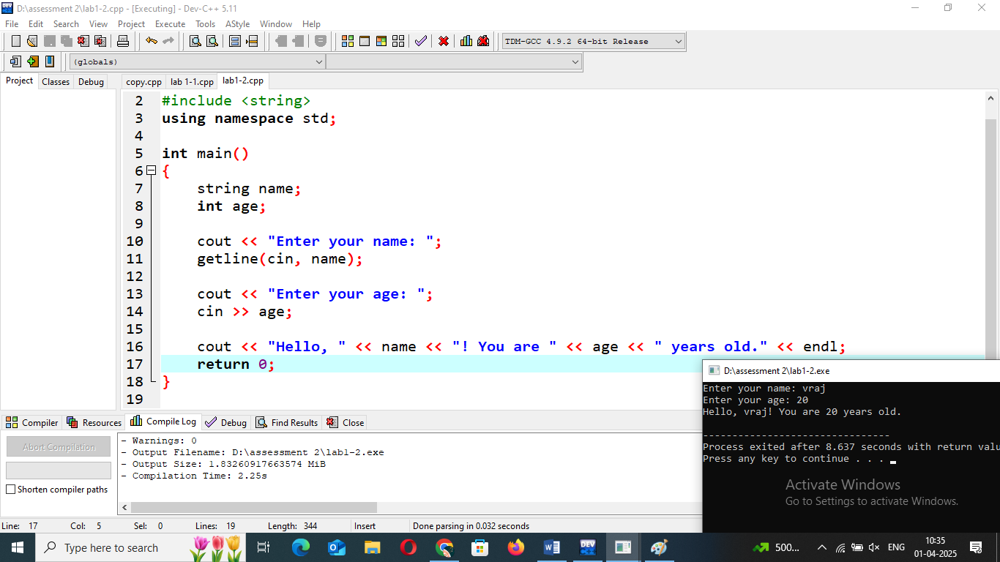 D:\assessment 2\lab1-2.cpp - [Executing] - Dev-C++ 5.11
File Edit Search View Project Execute Tools AStyle Window Help
TDM-GCC 4.9.2 64-bit Release
(globals)
Project Classes Debug copy.cpp lab 1-1.cpp lab1-2.cpp
2 #include <string>
3 using namespace std;
4
5 int main()
6 {
7 string name;
8 int age;
9
10 cout << "Enter your name: ";
11 getline(cin, name);
12
13 cout << "Enter your age: ";
14 cin >> age;
15
16 cout << "Hello, " << name << "! You are " << age << " years old." << endl;
17 return 0;
18 }
19
D:\assessment 2\lab1-2.exe
Enter your name: vraj
Enter your age: 20
Hello, vraj! You are 20 years old.
--------------------------------
Process exited after 8.637 seconds with return valu
Press any key to continue . . .
Activate Windows
Go to Settings to activate Windows.
Compiler Resources Compile Log Debug Find Results Close
Abort Compilation
Shorten compiler paths
- Warnings: 0
- Output Filename: D:\assessment 2\lab1-2.exe
- Output Size: 1.83260917663574 MiB
- Compilation Time: 2.25s
Line: 17 Col: 5 Sel: 0 Lines: 19 Length: 344 Insert Done parsing in 0.032 seconds
Type here to search
500...
ENG
10:35
01-04-2025